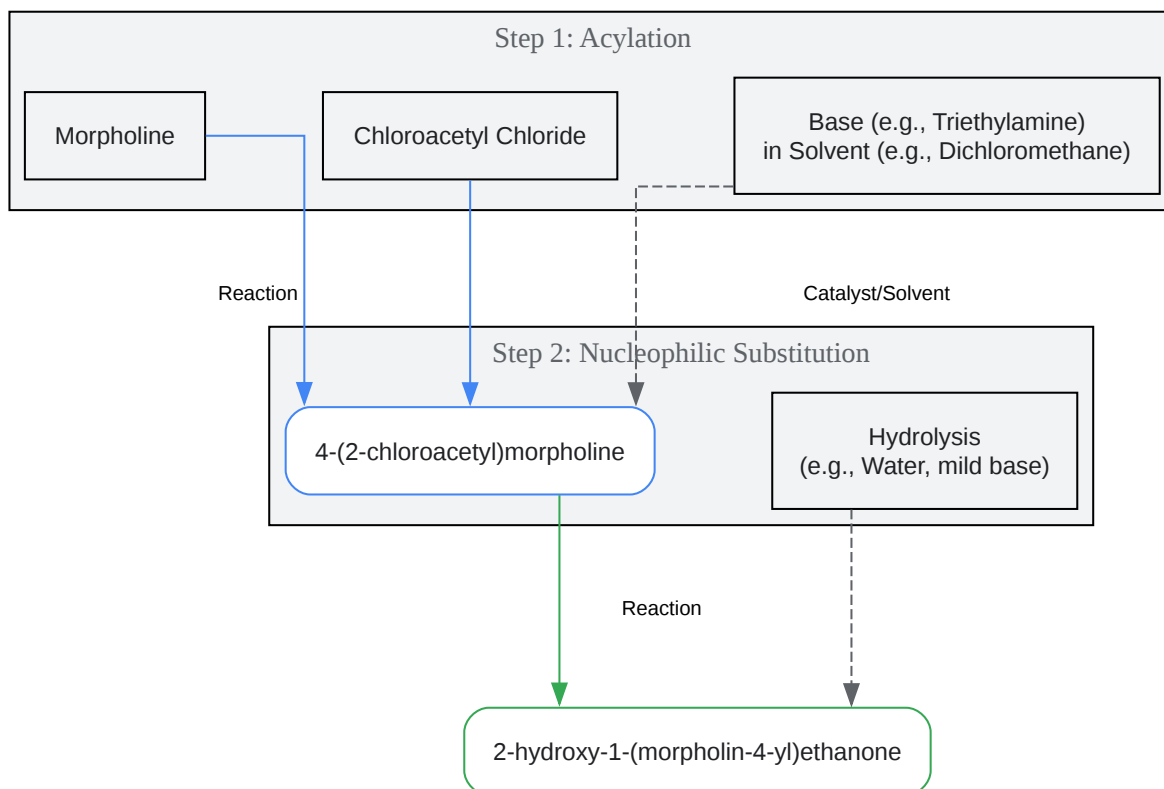 Step 1: Acylation
Morpholine
Chloroacetyl Chloride
Base (e.g., Triethylamine)
in Solvent (e.g., Dichloromethane)
Reaction
Catalyst/Solvent
Step 2: Nucleophilic Substitution
4-(2-chloroacetyl)morpholine
Hydrolysis
(e.g., Water, mild base)
Reaction
2-hydroxy-1-(morpholin-4-yl)ethanone